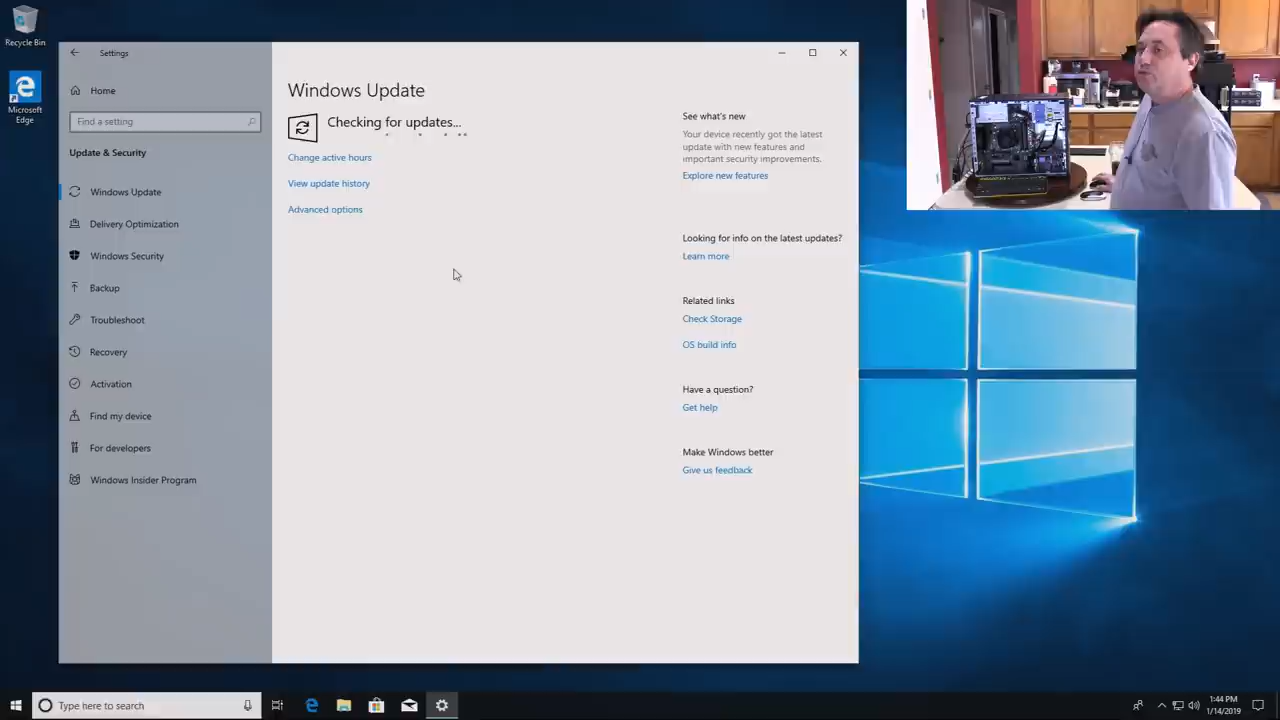 Recycle Bin
Microsoft
Edge
Settings
Home
Find a setting
Update & Security
Windows Update
Delivery Optimization
Windows Security
Backup
Troubleshoot
Recovery
Activation
Find my device
For developers
Windows Insider Program
Windows Update
Checking for updates...
Change active hours
View update history
Advanced options
See what's new
Your device recently got the latest
update with new features and
important security improvements.
Explore new features
Looking for info on the latest updates?
Learn more
Related links
Check Storage
OS build info
Have a question?
Get help
Make Windows better
Give us feedback
Type here to search
1:44 PM
1/14/2019